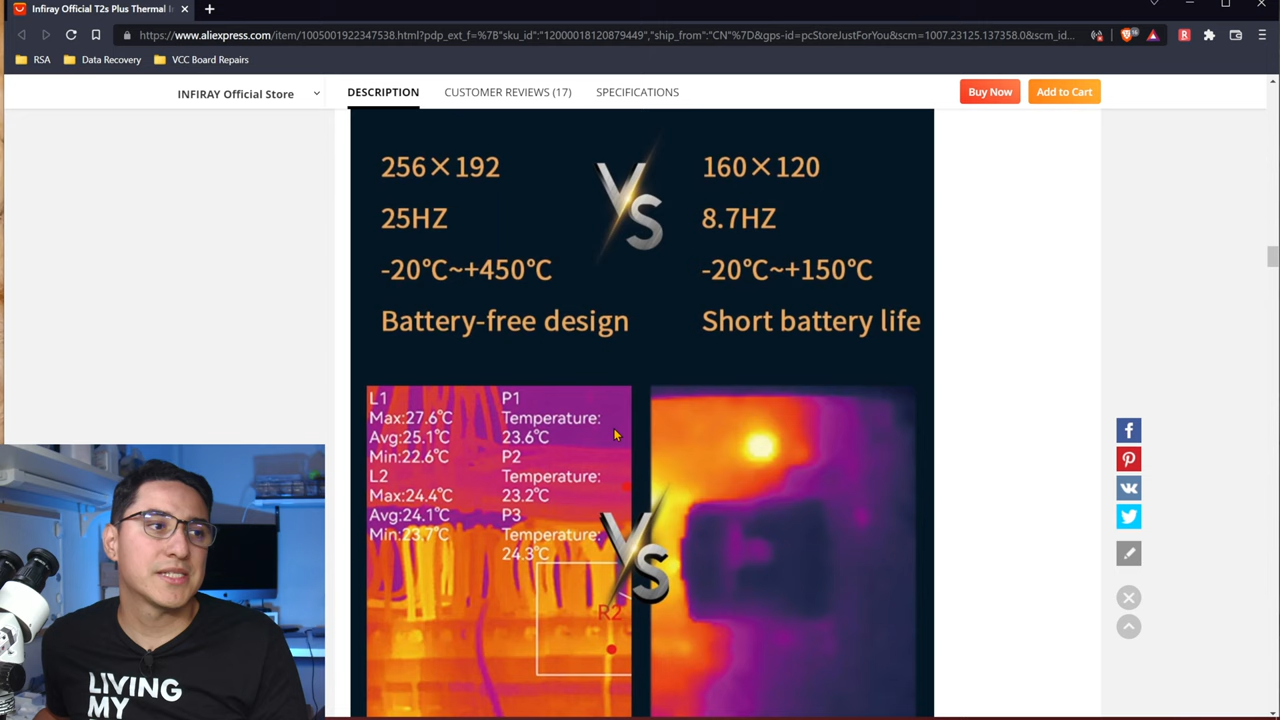 Infiray Official T2s Plus Thermal I
https://www.aliexpress.com/item/1005001922347538.html?pdp_ext_f=%7B"sku_id":"12000018120879449","ship_from":"CN"%7D&gps-id=pcStoreJustForYou&scm=1007.23125.137358.0&scm_id...
RSA
Data Recovery
VCC Board Repairs
INFIRAY Official Store
DESCRIPTION
CUSTOMER REVIEWS (17)
SPECIFICATIONS
Buy Now
Add to Cart
256×192
VS
160×120
25HZ
8.7HZ
-20℃~+450℃
-20℃~+150℃
Battery-free design
Short battery life
L1
Max:27.6℃
Avg:25.1℃
Min:22.6℃
L2
Max:24.4℃
Avg:24.1℃
Min:23.7℃
P1
Temperature:
23.6℃
P2
Temperature:
23.2℃
P3
Temperature:
24.3℃
R2
VS
LIVING
MY